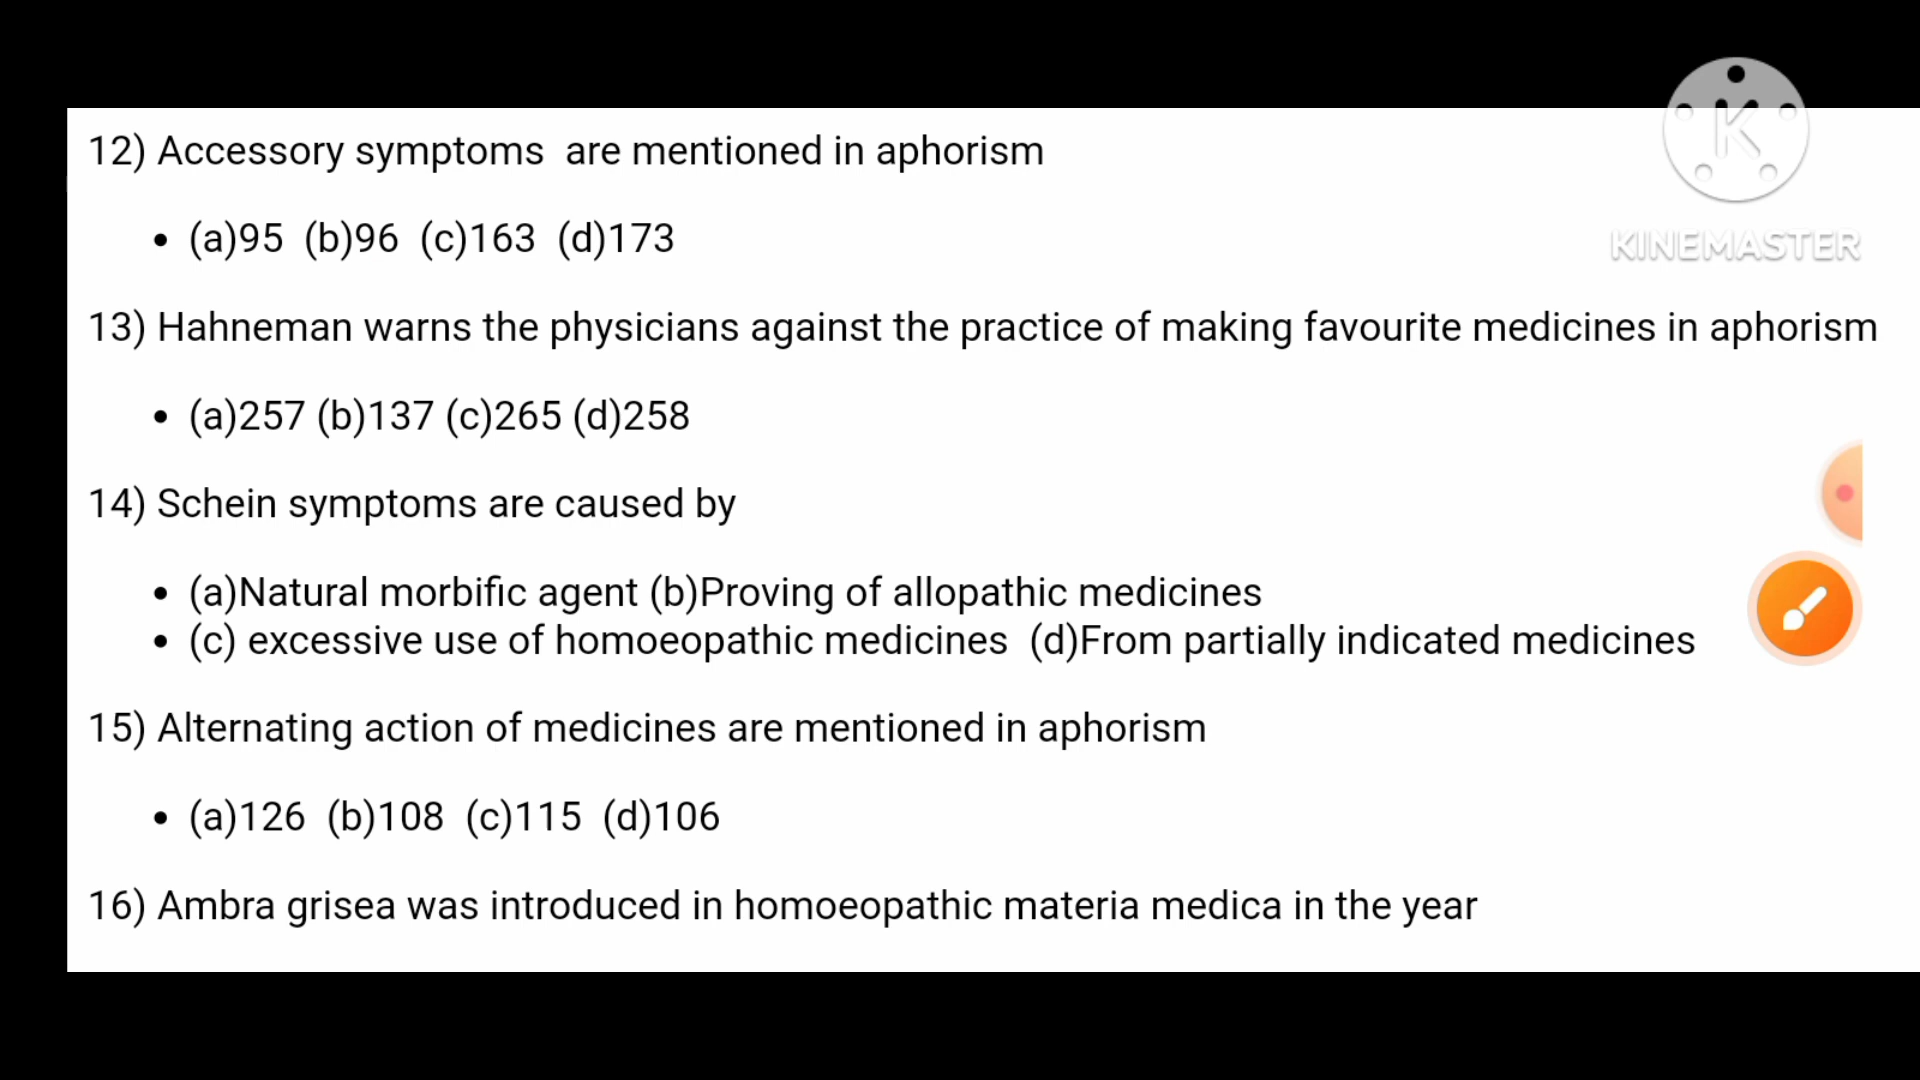 12) Accessory symptoms are mentioned in aphorism
• (a)95 (b)96 (c)163 (d)173
KINEMASTER
13) Hahneman warns the physicians against the practice of making favourite medicines in aphorism
• (a)257 (b)137 (c)265 (d)258
14) Schein symptoms are caused by
• (a)Natural morbific agent (b)Proving of allopathic medicines
• (c) excessive use of homoeopathic medicines (d)From partially indicated medicines
15) Alternating action of medicines are mentioned in aphorism
• (a)126 (b)108 (c)115 (d)106
16) Ambra grisea was introduced in homoeopathic materia medica in the year